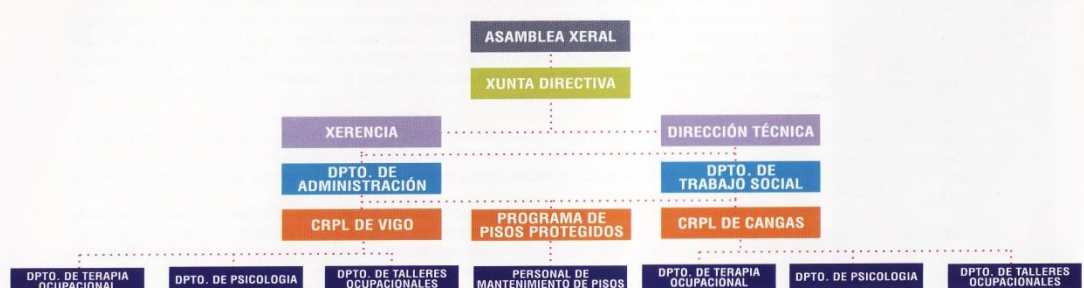 ASAMBLEA XERAL
XUNTA DIRECTIVA
XERENCIA
DIRECCIÓN TÉCNICA
DPTO. DE
ADMINISTRACIÓN
DPTO. DE
TRABAJO SOCIAL
CRPL DE VIGO
PROGRAMA DE
PISOS PROTEGIDOS
CRPL DE CANGAS
DPTO. DE TERAPIA
OCUPACIONAL
DPTO. DE PSICOLOGIA
DPTO. DE TALLERES
OCUPACIONALES
PERSONAL DE
MANTENIMIENTO DE PISOS
DPTO. DE TERAPIA
OCUPACIONAL
DPTO. DE PSICOLOGIA
DPTO. DE TALLERES
OCUPACIONALES